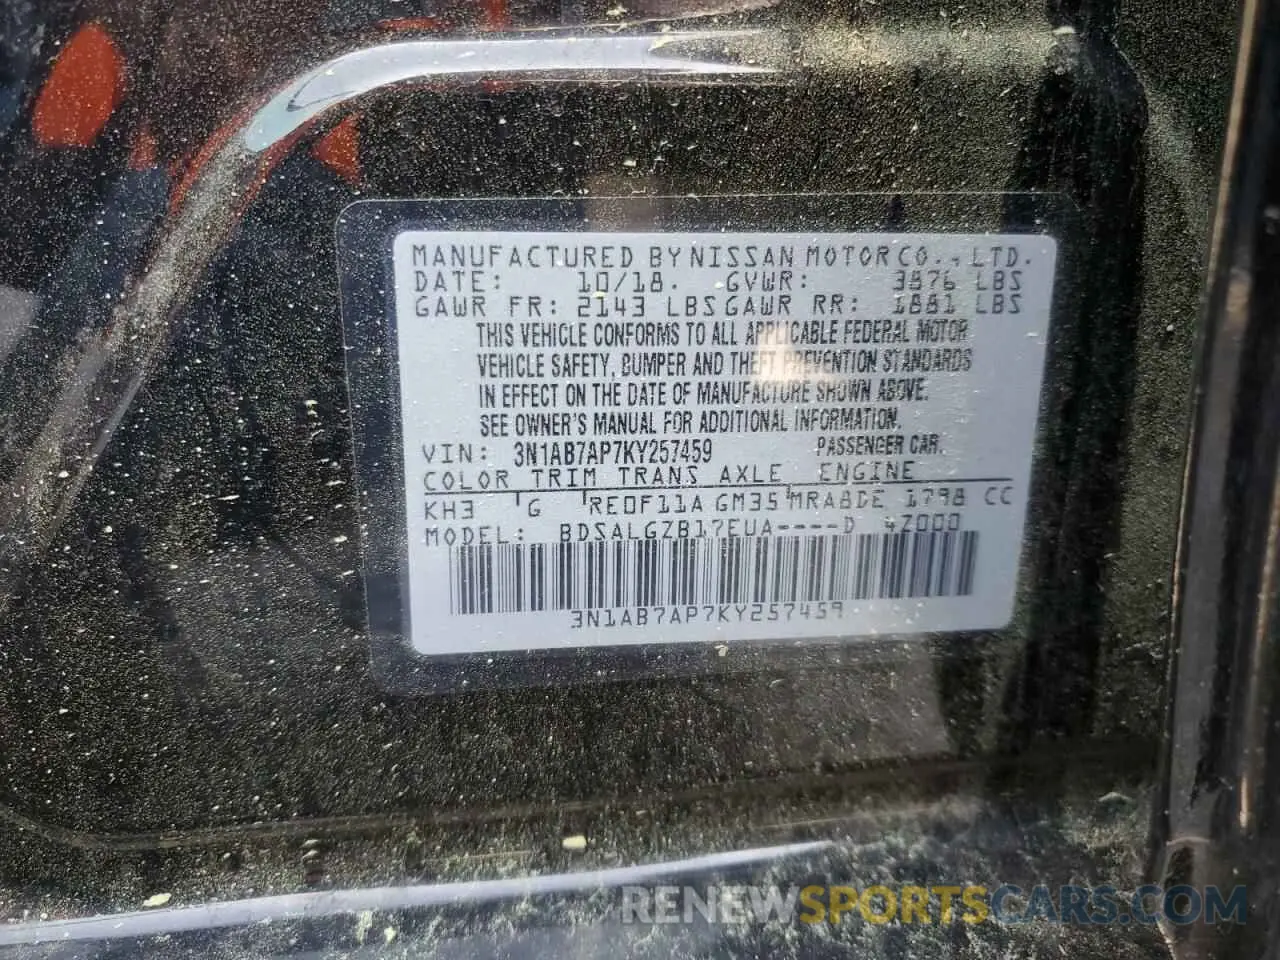 MANUFACTURED BY NISSAN MOTOR CO., LTD.
DATE: 10/18. GVWR: 3876 LBS
GAWR FR: 2143 LBS GAWR RR: 1881 LBS
THIS VEHICLE CONFORMS TO ALL APPLICABLE FEDERAL MOTOR
VEHICLE SAFETY, BUMPER AND THEFT PREVENTION STANDARDS
IN EFFECT ON THE DATE OF MANUFACTURE SHOWN ABOVE.
SEE OWNER'S MANUAL FOR ADDITIONAL INFORMATION.
VIN: 3N1AB7AP7KY257459 PASSENGER CAR.
COLOR TRIM TRANS AXLE ENGINE
KH3 G RE0F11A GM35 MRA8DE 1798 CC
MODEL: BDSALGZB17EUA----D 4Z000
3N1AB7AP7KY257459
RENEWSPORTSCARS.COM